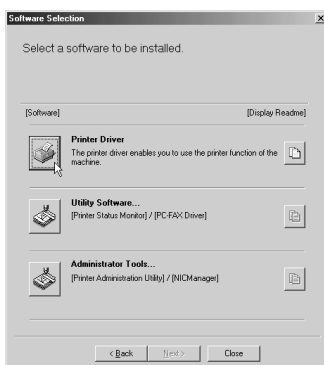 Software Selection
Select a software to be installed.
[Software] [Display Readme]
Printer Driver
The printer driver enables you to use the printer function of the
machine.
Utility Software...
[Printer Status Monitor] / [PC-FAX Driver]
Administrator Tools...
[Printer Administration Utility] / [NICManager]
< Back Next > Close